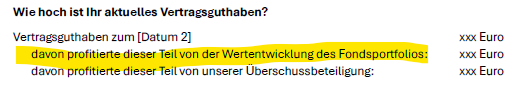 Wie hoch ist Ihr aktuelles Vertragsguthaben?
Vertragsguthaben zum [Datum 2] xxx Euro
davon profitierte dieser Teil von der Wertentwicklung des Fondsportfolios: xxx Euro
davon profitierte dieser Teil von unserer Überschussbeteiligung: xxx Euro